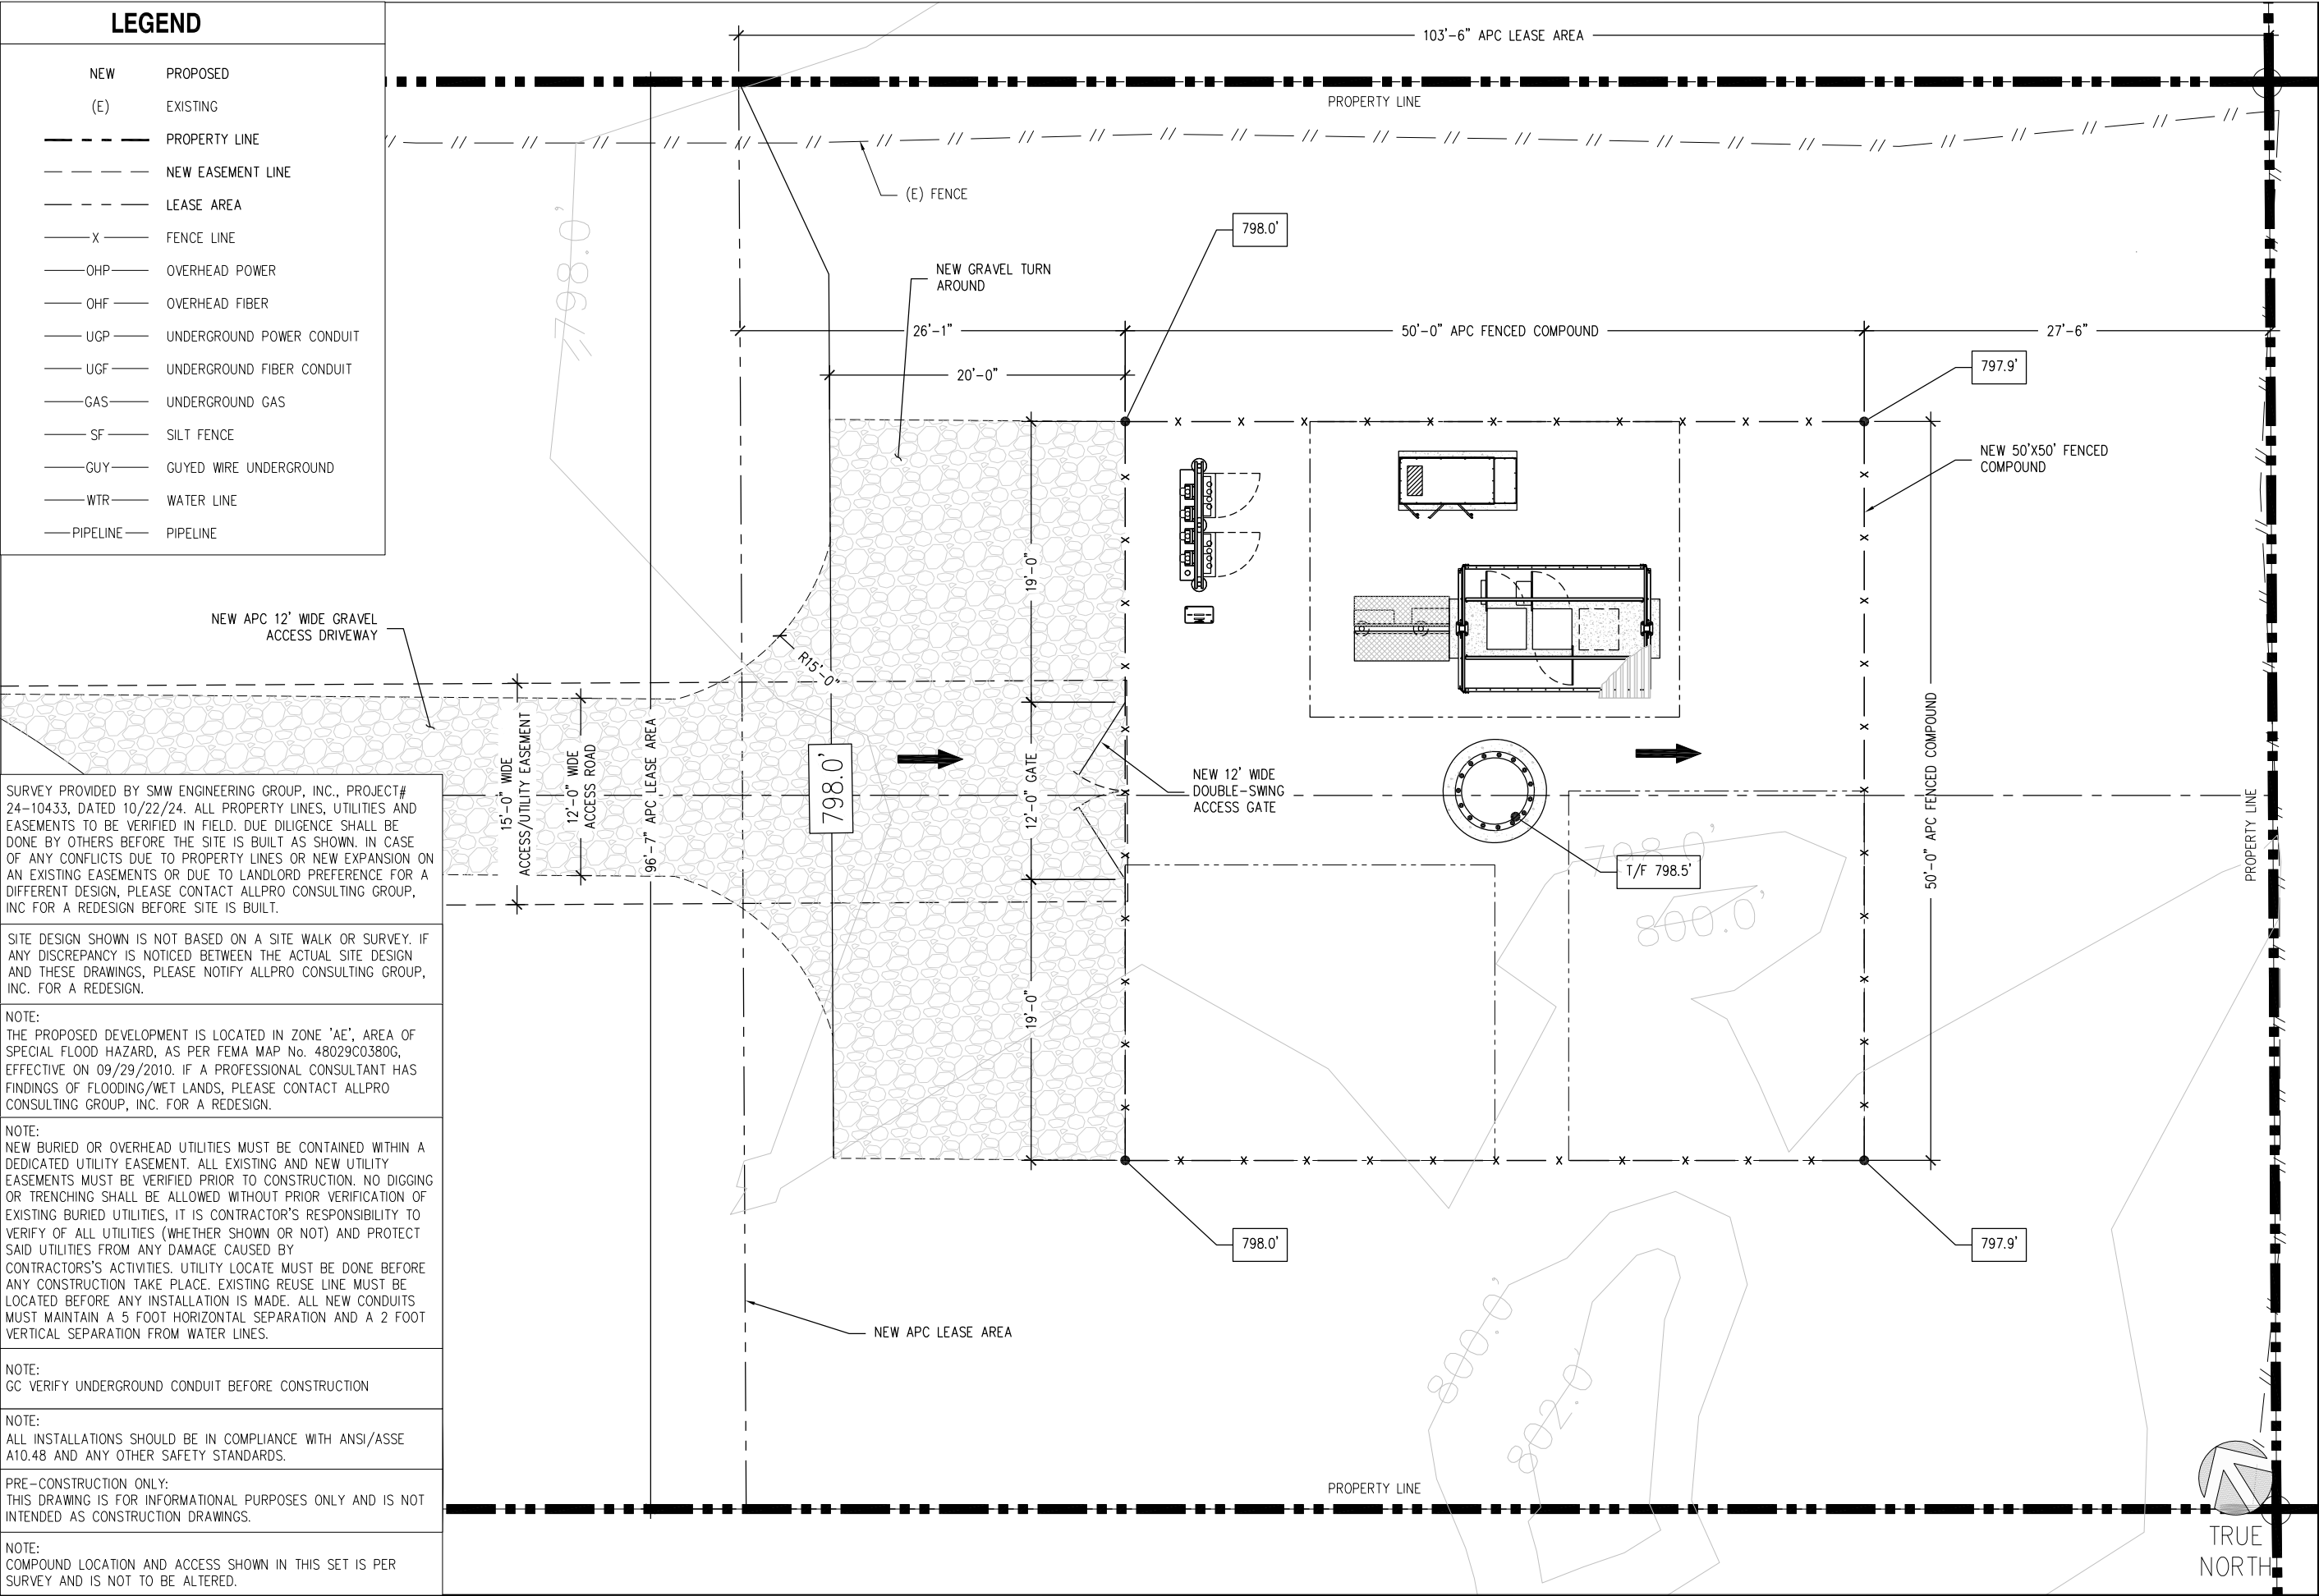 LEGEND
NEW PROPOSED
(E) EXISTING
PROPERTY LINE
NEW EASEMENT LINE
LEASE AREA
X FENCE LINE
OHP OVERHEAD POWER
OHF OVERHEAD FIBER
UGP UNDERGROUND POWER CONDUIT
UGF UNDERGROUND FIBER CONDUIT
GAS UNDERGROUND GAS
SF SILT FENCE
GUY GUYED WIRE UNDERGROUND
WTR WATER LINE
PIPELINE PIPELINE
103'-6" APC LEASE AREA
PROPERTY LINE
(E) FENCE
798.0'
798.0'
NEW GRAVEL TURN
AROUND
26'-1"
50'-0" APC FENCED COMPOUND
27'-6"
20'-0"
797.9'
NEW 50'X50' FENCED
COMPOUND
19'-0"
NEW APC 12' WIDE GRAVEL
ACCESS DRIVEWAY
R15'-0"
15'-0" WIDE
ACCESS/UTILITY EASEMENT
12'-0" WIDE
ACCESS ROAD
96'-7" APC LEASE AREA
798.0'
12'-0" GATE
NEW 12' WIDE
DOUBLE-SWING
ACCESS GATE
T/F 798.5'
798.0'
800.0'
50'-0" APC FENCED COMPOUND
PROPERTY LINE
19'-0"
798.0'
797.9'
NEW APC LEASE AREA
800.0'
802.0'
PROPERTY LINE
TRUE
NORTH
SURVEY PROVIDED BY SMW ENGINEERING GROUP, INC., PROJECT#
24-10433, DATED 10/22/24. ALL PROPERTY LINES, UTILITIES AND
EASEMENTS TO BE VERIFIED IN FIELD. DUE DILIGENCE SHALL BE
DONE BY OTHERS BEFORE THE SITE IS BUILT AS SHOWN. IN CASE
OF ANY CONFLICTS DUE TO PROPERTY LINES OR NEW EXPANSION ON
AN EXISTING EASEMENTS OR DUE TO LANDLORD PREFERENCE FOR A
DIFFERENT DESIGN, PLEASE CONTACT ALLPRO CONSULTING GROUP,
INC FOR A REDESIGN BEFORE SITE IS BUILT.
SITE DESIGN SHOWN IS NOT BASED ON A SITE WALK OR SURVEY. IF
ANY DISCREPANCY IS NOTICED BETWEEN THE ACTUAL SITE DESIGN
AND THESE DRAWINGS, PLEASE NOTIFY ALLPRO CONSULTING GROUP,
INC. FOR A REDESIGN.
NOTE:
THE PROPOSED DEVELOPMENT IS LOCATED IN ZONE 'AE', AREA OF
SPECIAL FLOOD HAZARD, AS PER FEMA MAP No. 48029C0380G,
EFFECTIVE ON 09/29/2010. IF A PROFESSIONAL CONSULTANT HAS
FINDINGS OF FLOODING/WET LANDS, PLEASE CONTACT ALLPRO
CONSULTING GROUP, INC. FOR A REDESIGN.
NOTE:
NEW BURIED OR OVERHEAD UTILITIES MUST BE CONTAINED WITHIN A
DEDICATED UTILITY EASEMENT. ALL EXISTING AND NEW UTILITY
EASEMENTS MUST BE VERIFIED PRIOR TO CONSTRUCTION. NO DIGGING
OR TRENCHING SHALL BE ALLOWED WITHOUT PRIOR VERIFICATION OF
EXISTING BURIED UTILITIES, IT IS CONTRACTOR'S RESPONSIBILITY TO
VERIFY OF ALL UTILITIES (WHETHER SHOWN OR NOT) AND PROTECT
SAID UTILITIES FROM ANY DAMAGE CAUSED BY
CONTRACTORS'S ACTIVITIES. UTILITY LOCATE MUST BE DONE BEFORE
ANY CONSTRUCTION TAKE PLACE. EXISTING REUSE LINE MUST BE
LOCATED BEFORE ANY INSTALLATION IS MADE. ALL NEW CONDUITS
MUST MAINTAIN A 5 FOOT HORIZONTAL SEPARATION AND A 2 FOOT
VERTICAL SEPARATION FROM WATER LINES.
NOTE:
GC VERIFY UNDERGROUND CONDUIT BEFORE CONSTRUCTION
NOTE:
ALL INSTALLATIONS SHOULD BE IN COMPLIANCE WITH ANSI/ASSE
A10.48 AND ANY OTHER SAFETY STANDARDS.
PRE-CONSTRUCTION ONLY:
THIS DRAWING IS FOR INFORMATIONAL PURPOSES ONLY AND IS NOT
INTENDED AS CONSTRUCTION DRAWINGS.
NOTE:
COMPOUND LOCATION AND ACCESS SHOWN IN THIS SET IS PER
SURVEY AND IS NOT TO BE ALTERED.